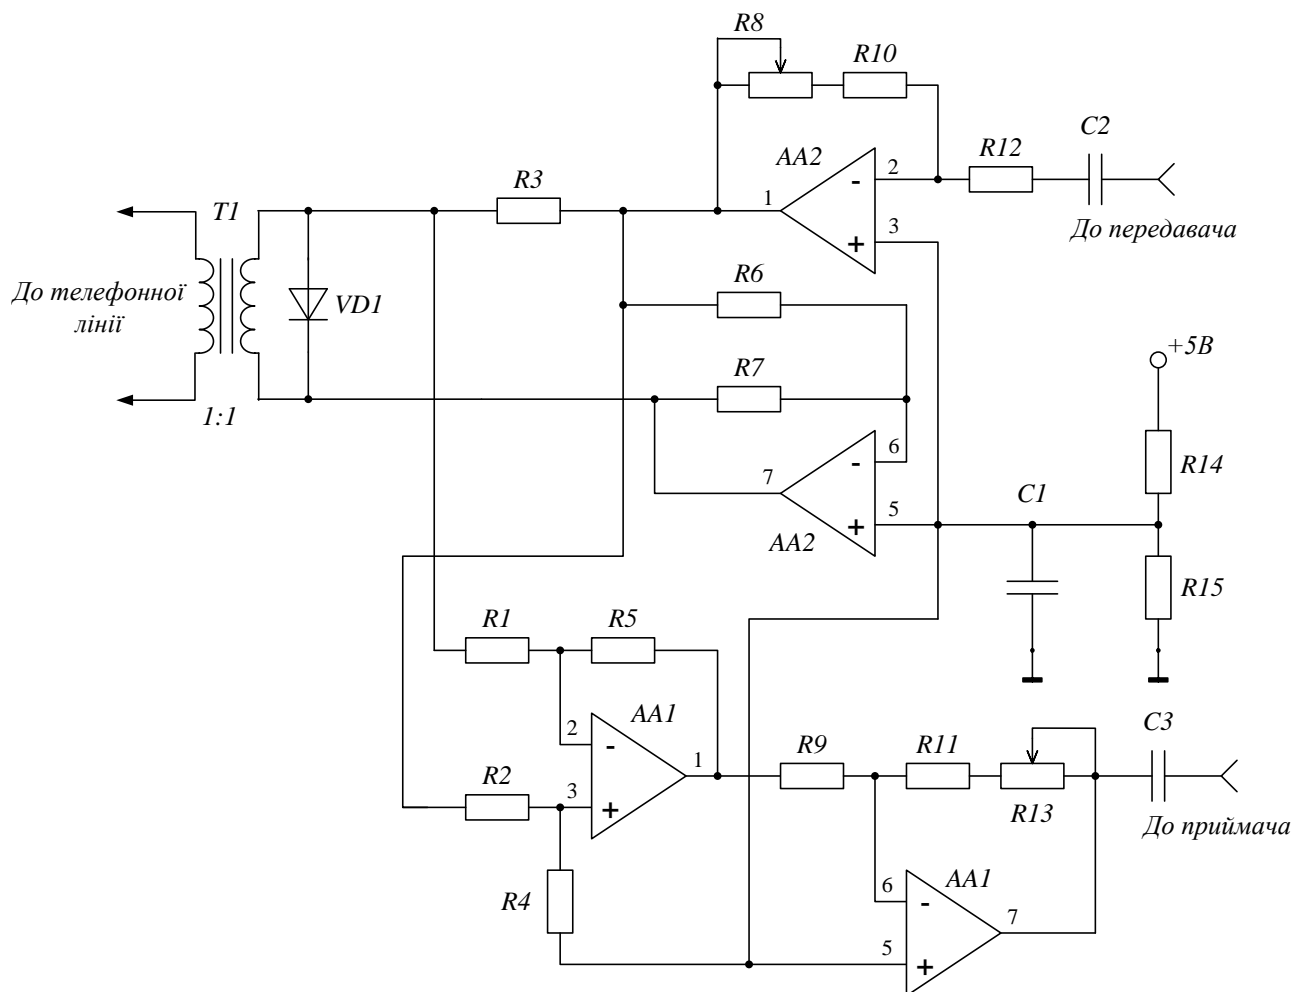 R8
R10
C2
AA2
R12
2
R3
-
T1
1
3
До передавача
+
R6
До телефонної
лінії
VD1
+5В
R7
1:1
6
-
R14
7
C1
5
+
AA2
R15
R1
R5
AA1
C3
2
-
R9
R11
1
R2
3
+
R13
До приймача
AA1
6
R4
-
7
5
+